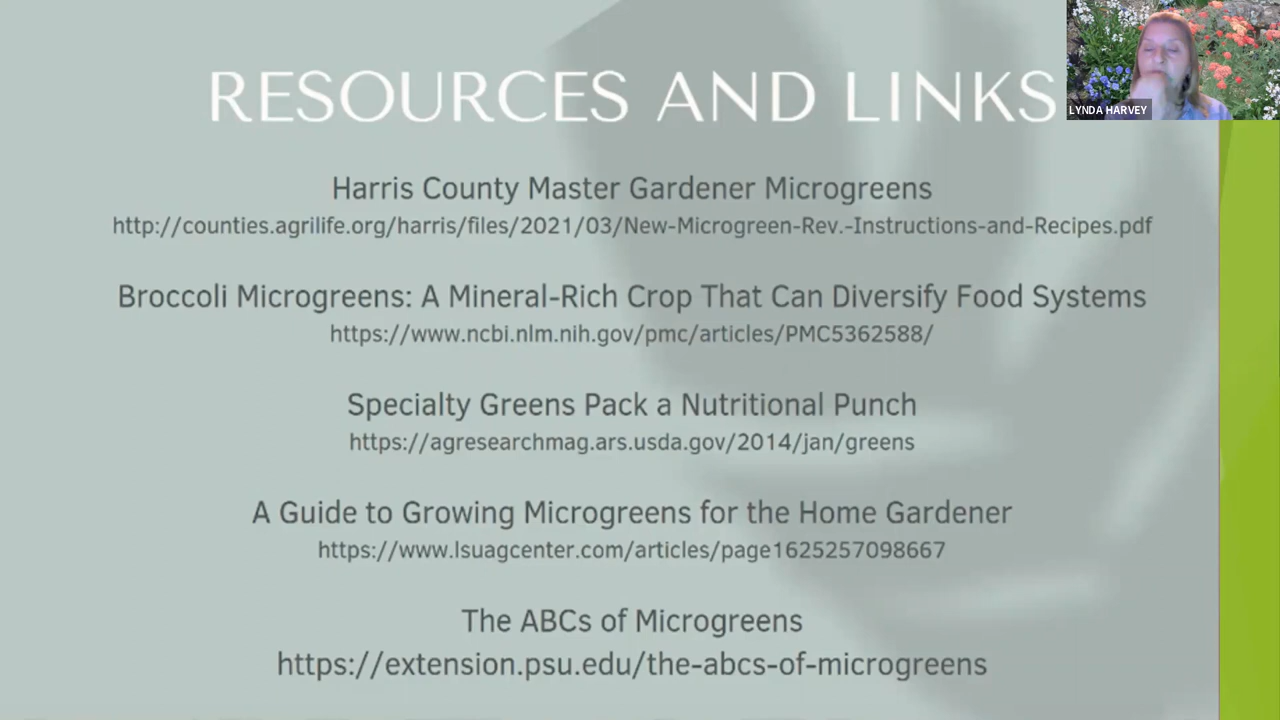 RESOURCES AND LINKS
LYNDA HARVEY
Harris County Master Gardener Microgreens
http://counties.agrilife.org/harris/files/2021/03/New-Microgreen-Rev.-Instructions-and-Recipes.pdf
Broccoli Microgreens: A Mineral-Rich Crop That Can Diversify Food Systems
https://www.ncbi.nlm.nih.gov/pmc/articles/PMC5362588/
Specialty Greens Pack a Nutritional Punch
https://agresearchmag.ars.usda.gov/2014/jan/greens
A Guide to Growing Microgreens for the Home Gardener
https://www.lsuagcenter.com/articles/page1625257098667
The ABCs of Microgreens
https://extension.psu.edu/the-abcs-of-microgreens